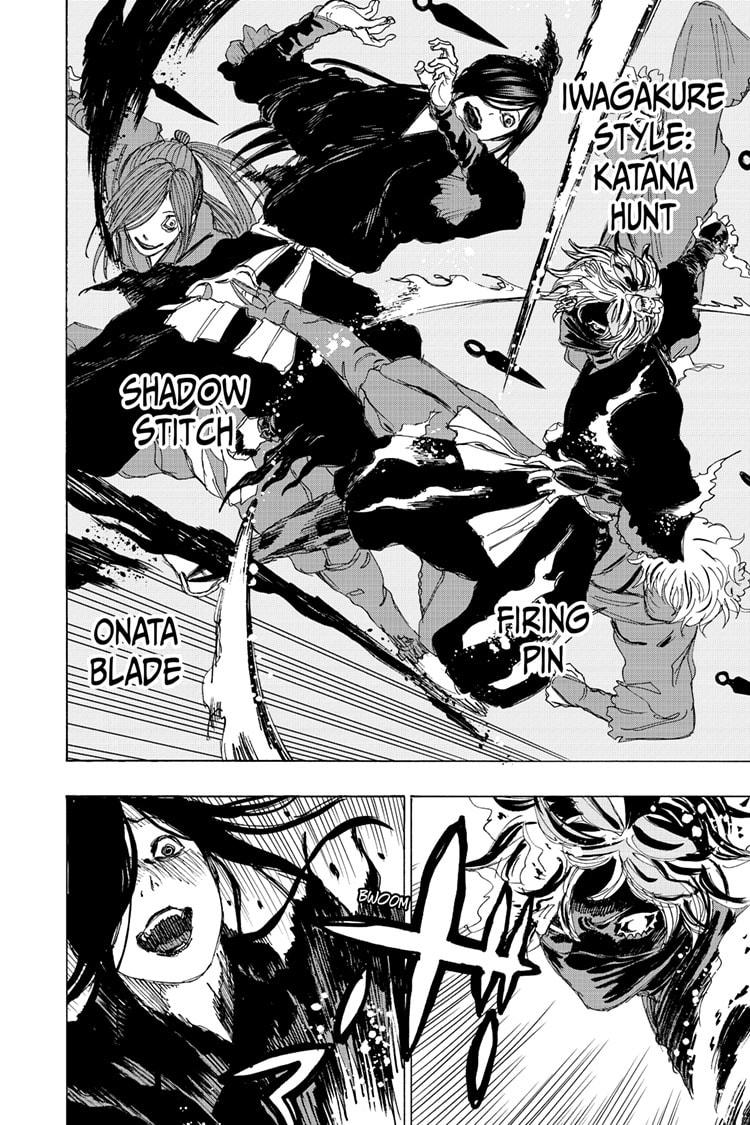 IWAGAKURE
STYLE:
KATANA
HUNT
SHADOW
STITCH
FIRING
PIN
ONATA
BLADE
BWOOM